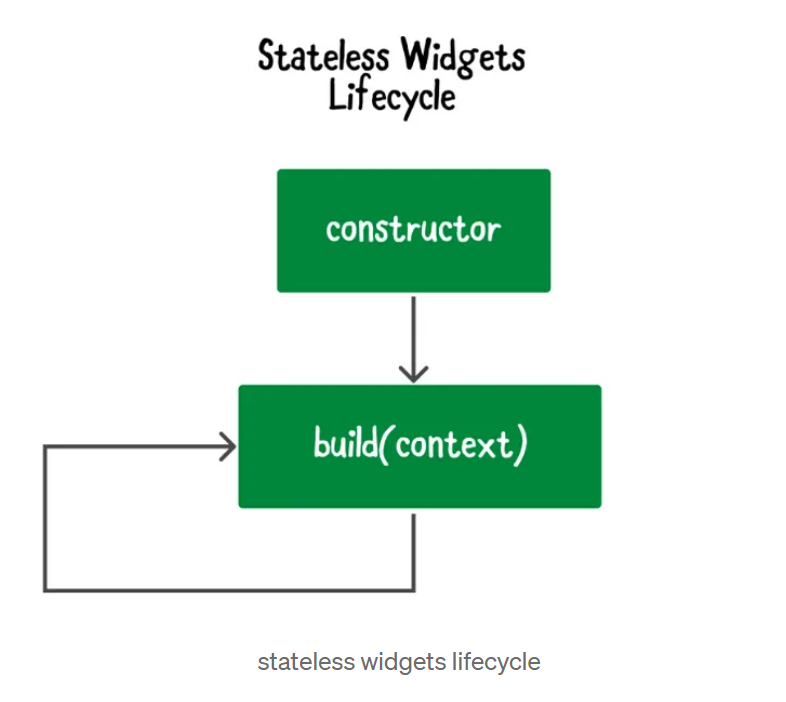 Stateless Widgets
Lifecycle
constructor
build(context)
stateless widgets lifecycle